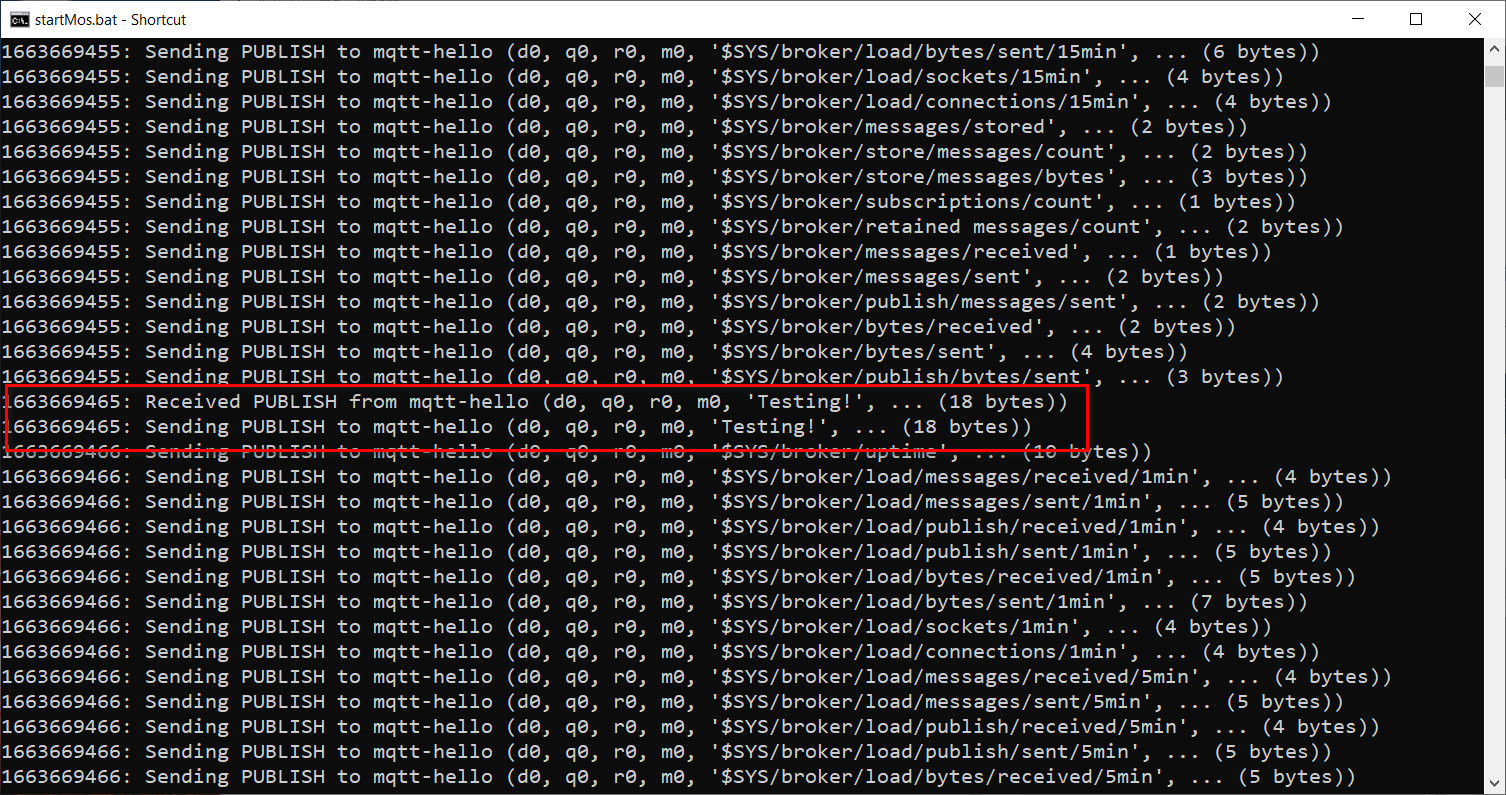 startMos.bat - Shortcut
1663669455: Sending PUBLISH to mqtt-hello (d0, q0, r0, m0, '$SYS/broker/load/bytes/sent/15min', ... (6 bytes))
1663669455: Sending PUBLISH to mqtt-hello (d0, q0, r0, m0, '$SYS/broker/load/sockets/15min', ... (4 bytes))
1663669455: Sending PUBLISH to mqtt-hello (d0, q0, r0, m0, '$SYS/broker/load/connections/15min', ... (4 bytes))
1663669455: Sending PUBLISH to mqtt-hello (d0, q0, r0, m0, '$SYS/broker/messages/stored', ... (2 bytes))
1663669455: Sending PUBLISH to mqtt-hello (d0, q0, r0, m0, '$SYS/broker/store/messages/count', ... (2 bytes))
1663669455: Sending PUBLISH to mqtt-hello (d0, q0, r0, m0, '$SYS/broker/store/messages/bytes', ... (3 bytes))
1663669455: Sending PUBLISH to mqtt-hello (d0, q0, r0, m0, '$SYS/broker/subscriptions/count', ... (1 bytes))
1663669455: Sending PUBLISH to mqtt-hello (d0, q0, r0, m0, '$SYS/broker/retained messages/count', ... (2 bytes))
1663669455: Sending PUBLISH to mqtt-hello (d0, q0, r0, m0, '$SYS/broker/messages/received', ... (1 bytes))
1663669455: Sending PUBLISH to mqtt-hello (d0, q0, r0, m0, '$SYS/broker/messages/sent', ... (2 bytes))
1663669455: Sending PUBLISH to mqtt-hello (d0, q0, r0, m0, '$SYS/broker/publish/messages/sent', ... (2 bytes))
1663669455: Sending PUBLISH to mqtt-hello (d0, q0, r0, m0, '$SYS/broker/bytes/received', ... (2 bytes))
1663669455: Sending PUBLISH to mqtt-hello (d0, q0, r0, m0, '$SYS/broker/bytes/sent', ... (4 bytes))
1663669455: Sending PUBLISH to mqtt-hello (d0, q0, r0, m0, '$SYS/broker/publish/bytes/sent', ... (3 bytes))
1663669465: Received PUBLISH from mqtt-hello (d0, q0, r0, m0, 'Testing!', ... (18 bytes))
1663669465: Sending PUBLISH to mqtt-hello (d0, q0, r0, m0, 'Testing!', ... (18 bytes))
1663669466: Sending PUBLISH to mqtt-hello (d0, q0, r0, m0, '$SYS/broker/uptime', ... (10 bytes))
1663669466: Sending PUBLISH to mqtt-hello (d0, q0, r0, m0, '$SYS/broker/load/messages/received/1min', ... (4 bytes))
1663669466: Sending PUBLISH to mqtt-hello (d0, q0, r0, m0, '$SYS/broker/load/messages/sent/1min', ... (5 bytes))
1663669466: Sending PUBLISH to mqtt-hello (d0, q0, r0, m0, '$SYS/broker/load/publish/received/1min', ... (4 bytes))
1663669466: Sending PUBLISH to mqtt-hello (d0, q0, r0, m0, '$SYS/broker/load/publish/sent/1min', ... (5 bytes))
1663669466: Sending PUBLISH to mqtt-hello (d0, q0, r0, m0, '$SYS/broker/load/bytes/received/1min', ... (5 bytes))
1663669466: Sending PUBLISH to mqtt-hello (d0, q0, r0, m0, '$SYS/broker/load/bytes/sent/1min', ... (7 bytes))
1663669466: Sending PUBLISH to mqtt-hello (d0, q0, r0, m0, '$SYS/broker/load/sockets/1min', ... (4 bytes))
1663669466: Sending PUBLISH to mqtt-hello (d0, q0, r0, m0, '$SYS/broker/load/connections/1min', ... (4 bytes))
1663669466: Sending PUBLISH to mqtt-hello (d0, q0, r0, m0, '$SYS/broker/load/messages/received/5min', ... (4 bytes))
1663669466: Sending PUBLISH to mqtt-hello (d0, q0, r0, m0, '$SYS/broker/load/messages/sent/5min', ... (5 bytes))
1663669466: Sending PUBLISH to mqtt-hello (d0, q0, r0, m0, '$SYS/broker/load/publish/received/5min', ... (4 bytes))
1663669466: Sending PUBLISH to mqtt-hello (d0, q0, r0, m0, '$SYS/broker/load/publish/sent/5min', ... (5 bytes))
1663669466: Sending PUBLISH to mqtt-hello (d0, q0, r0, m0, '$SYS/broker/load/bytes/received/5min', ... (5 bytes))